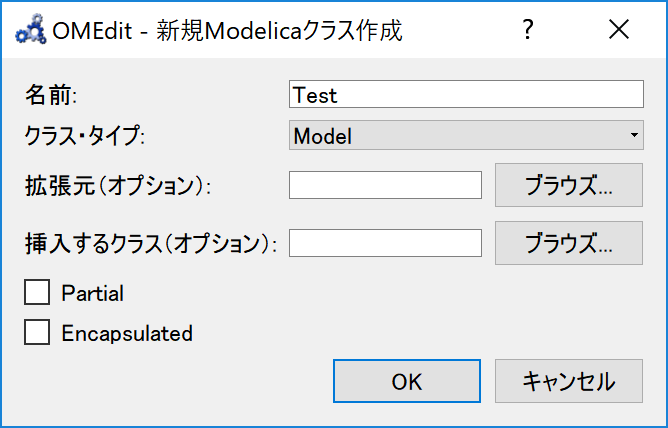 OMEdit - 新規Modelicaクラス作成
名前: Test
クラス・タイプ: Model
拡張元(オプション): ブラウズ...
挿入するクラス(オプション): ブラウズ...
Partial
Encapsulated
OK キャンセル